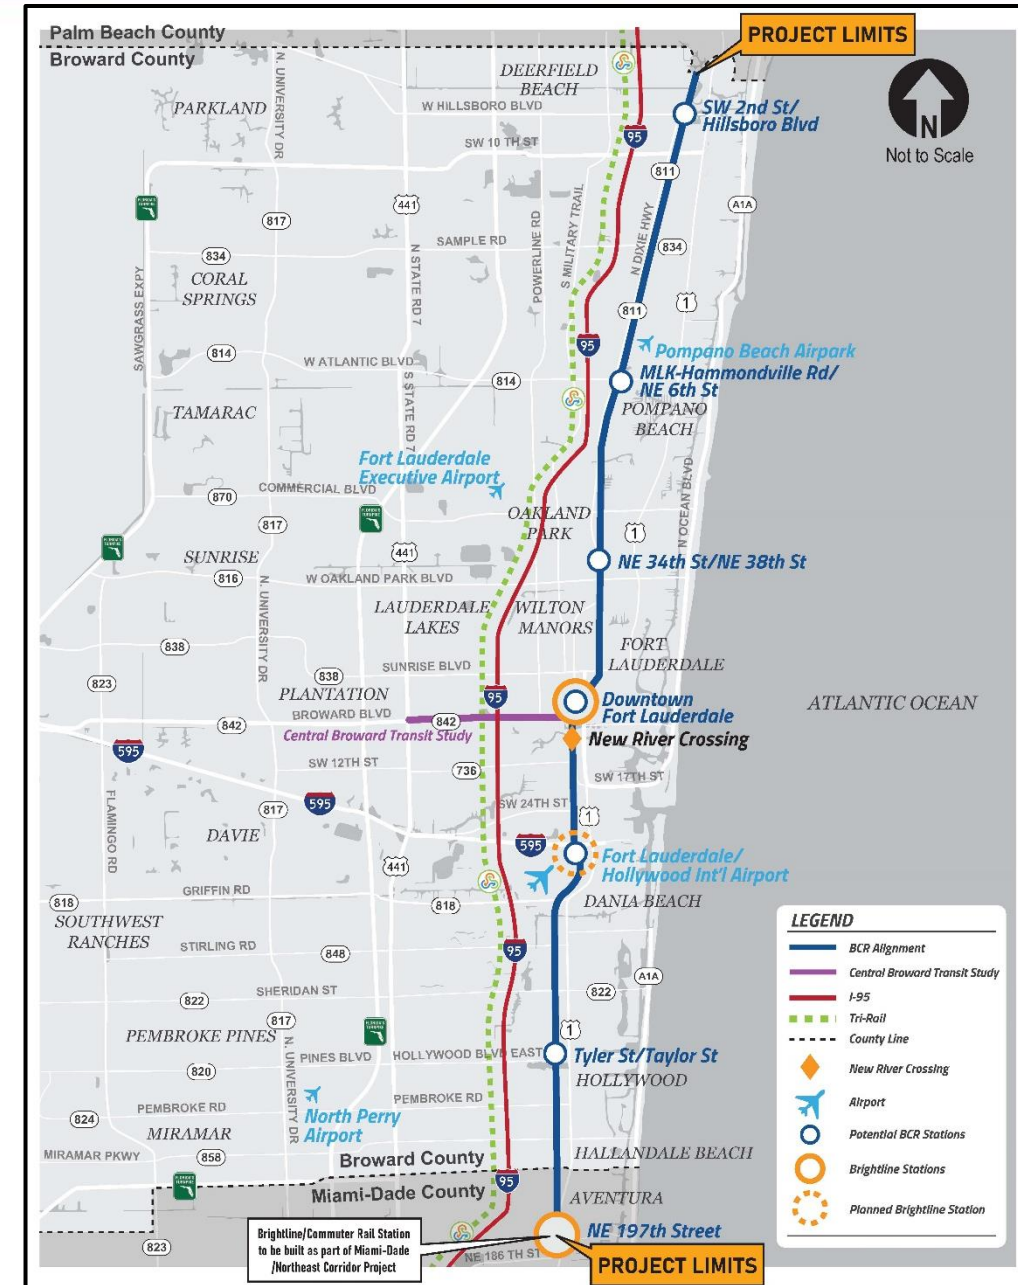 Palm Beach County
Broward County
PROJECT LIMITS
N
Not to Scale
DEERFIELD
BEACH
PARKLAND
N. UNIVERSITY DR
W HILLSBORO BLVD
SW 2nd St/
Hillsboro Blvd
95
SW 10 TH ST
811
441
A1A
817
S MILITARY TRAIL
N DIXIE HWY
POWERLINE RD
SAMPLE RD
834
834
N STATE RD 7
CORAL
SPRINGS
SAWGRASS EXPY
1
811
95
Pompano Beach Airpark
814
W ATLANTIC BLVD
MLK-Hammondville Rd/
NE 6th St
814
S STATE RD 7
POMPANO
BEACH
TAMARAC
Fort Lauderdale
Executive Airport
N OCEAN BLVD
870
COMMERCIAL BLVD
OAKLAND
PARK
817
1
441
SUNRISE
NE 34th St/NE 38th St
816
W OAKLAND PARK BLVD
N. UNIVERSITY DR
LAUDERDALE
LAKES
WILTON
MANORS
838
FORT
LAUDERDALE
SUNRISE BLVD
838
823
PLANTATION
95
Downtown
Fort Lauderdale
ATLANTIC OCEAN
BROWARD BLVD
842
842
Central Broward Transit Study
New River Crossing
595
SW 12TH ST
736
SW 17TH ST
FLAMINGO RD
595
817
SW 24TH ST
1
DAVIE
595
Fort Lauderdale/
Hollywood Int'l Airport
441
GRIFFIN RD
818
818
DANIA BEACH
SOUTHWEST
RANCHES
STIRLING RD
848
95
A1A
SHERIDAN ST
822
822
817
PEMBROKE PINES
1
N. UNIVERSITY DR
PINES BLVD
HOLLYWOOD BLVD EAST
Tyler St/Taylor St
820
HOLLYWOOD
North Perry
Airport
PEMBROKE RD
PEMBROKE RD
824
MIRAMAR
MIRAMAR PKWY
858
Broward County
HALLANDALE BEACH
Miami-Dade County
95
AVENTURA
Brightline/Commuter Rail Station
to be built as part of Miami-Dade
/Northeast Corridor Project
NE 197th Street
823
NE 186 TH ST
PROJECT LIMITS
LEGEND
BCR Alignment
Central Broward Transit Study
I-95
Tri-Rail
County Line
New River Crossing
Airport
Potential BCR Stations
Brightline Stations
Planned Brightline Station